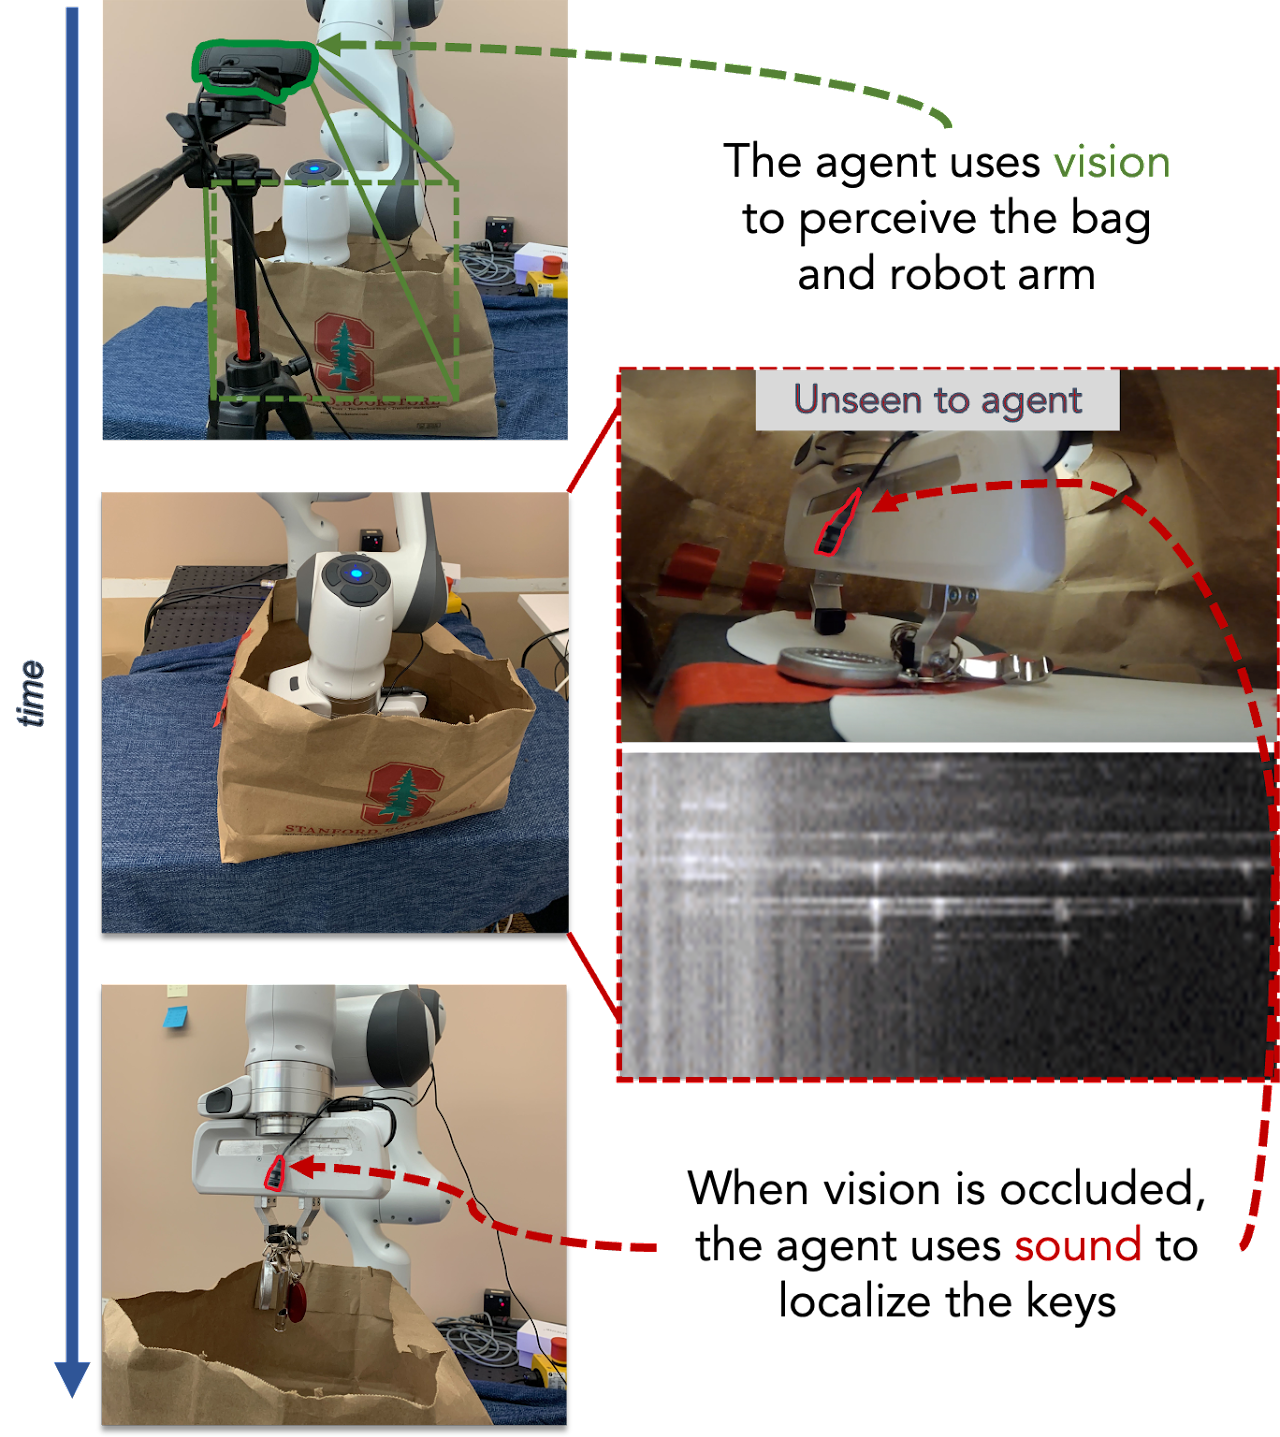 The agent uses vision
to perceive the bag
and robot arm
S
Unseen to agent
time
S
STANFORD
When vision is occluded,
the agent uses sound to
localize the keys